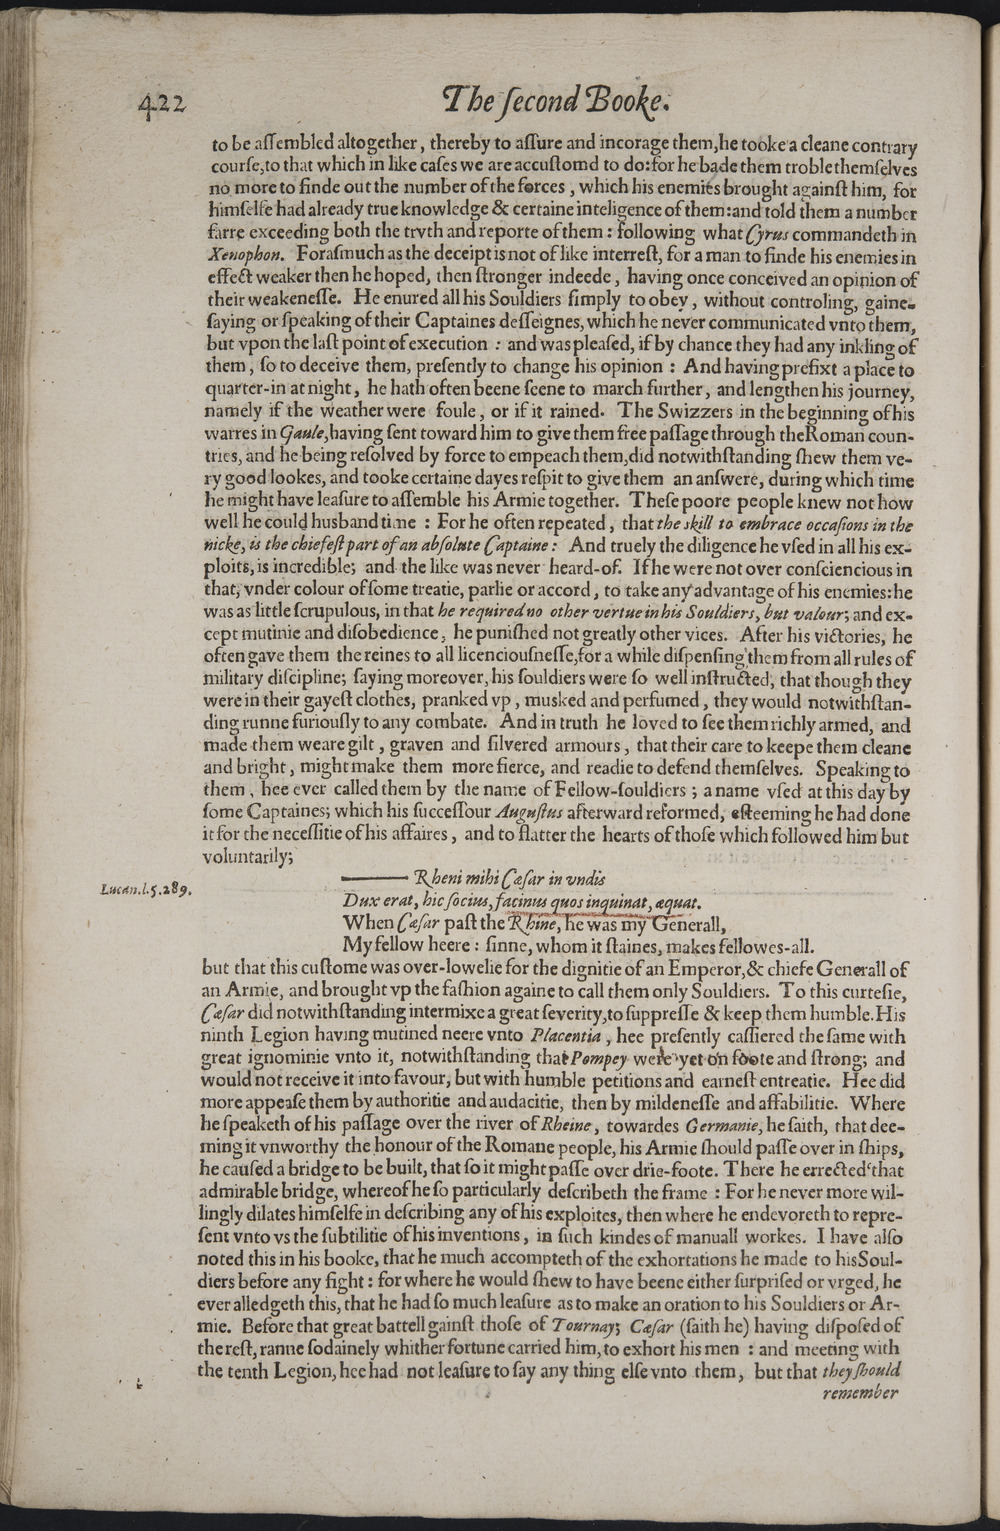 422
The ſecond Booke.
to be aſſembled altogether, thereby to aſſure and incorage them, he tooke a cleane contrary
courſe, to that which in like caſes we are accuſtomd to do: for he bade them troble themſelves
no more to finde out the number of the forces, which his enemies brought againſt him, for
himſelfe had already true knowledge & certaine inteligence of them: and told them a number
farre exceeding both the trvth and reporte of them: following what Cyrus commandeth in
Xenophon. Foraſmuch as the deceipt is not of like interreſt, for a man to finde his enemies in
effect weaker then he hoped, then ſtronger indeede, having once conceived an opinion of
their weakeneſſe. He enured all his Souldiers ſimply to obey, without controling, gaine-
ſaying or ſpeaking of their Captaines deſſeignes, which he never communicated vnto them,
but vpon the laſt point of execution: and was pleaſed, if by chance they had any inkling of
them, ſo to deceive them, preſently to change his opinion: And having prefixt a place to
quarter-in at night, he hath often beene ſeene to march further, and lengthen his journey,
namely if the weather were foule, or if it rained. The Swizzers in the beginning of his
warres in Gaule, having ſent toward him to give them free paſſage through the Roman coun-
tries, and he being reſolved by force to empeach them, did notwithſtanding ſhew them ve-
ry good lookes, and tooke certaine dayes reſpit to give them an anſwere, during which time
he might have leaſure to aſſemble his Armie together. Theſe poore people knew not how
well he could husband time: For he often repeated, that the skill to embrace occaſions in the
nicke, is the chiefeſt part of an abſolute Captaine: And truely the diligence he vſed in all his ex-
ploits, is incredible; and the like was never heard-of. If he were not over conſciencious in
that, vnder colour of ſome treatie, parlie or accord, to take any advantage of his enemies: he
was as little ſcrupulous, in that he required no other vertue in his Souldiers, but valour; and ex-
cept mutinie and diſobedience, he puniſhed not greatly other vices. After his victories, he
often gave them the reines to all licenciouſneſſe, for a while diſpenſing them from all rules of
military diſcipline; ſaying moreover, his ſouldiers were ſo well inſtructed, that though they
were in their gayeſt clothes, pranked vp, musked and perfumed, they would notwithſtan-
ding runne furiouſly to any combate. And in truth he loved to ſee them richly armed, and
made them weare gilt, graven and ſilvered armours, that their care to keepe them cleane
and bright, might make them more fierce, and readie to defend themſelves. Speaking to
them, hee ever called them by the name of Fellow-ſouldiers; a name vſed at this day by
ſome Captaines; which his ſucceſſour Auguſtus afterward reformed, eſteeming he had done
it for the neceſſitie of his affaires, and to flatter the hearts of thoſe which followed him but
voluntarily;
——— Rheni mihi Cæſar in vndis
Lucan. l. 5. 289.
Dux erat, hic ſocius, facinus quos inquinat, æquat.
When Cæſar paſt the Rhine, he was my Generall,
My fellow heere: ſinne, whom it ſtaines, makes fellowes-all.
but that this cuſtome was over-lowelie for the dignitie of an Emperor, & chiefe Generall of
an Armie, and brought vp the faſhion againe to call them only Souldiers. To this curteſie,
Cæſar did notwithſtanding intermixe a great ſeverity, to ſuppreſſe & keep them humble. His
ninth Legion having mutined neere vnto Placentia, hee preſently caſſiered the ſame with
great ignominie vnto it, notwithſtanding that Pompey were yet on foote and ſtrong; and
would not receive it into favour, but with humble petitions and earneſt entreatie. Hee did
more appeaſe them by authoritie and audacitie, then by mildeneſſe and affabilitie. Where
he ſpeaketh of his paſſage over the river of Rheine, towardes Germanie, he ſaith, that dee-
ming it vnworthy the honour of the Romane people, his Armie ſhould paſſe over in ſhips,
he cauſed a bridge to be built, that ſo it might paſſe over drie-foote. There he errected that
admirable bridge, whereof he ſo particularly deſcribeth the frame: For he never more wil-
lingly dilates himſelfe in deſcribing any of his exploites, then where he endevoreth to repre-
ſent vnto vs the ſubtilitie of his inventions, in ſuch kindes of manuall workes. I have alſo
noted this in his booke, that he much accompteth of the exhortations he made to his Soul-
diers before any fight: for where he would ſhew to have beene either ſurpriſed or vrged, he
ever alledgeth this, that he had ſo much leaſure as to make an oration to his Souldiers or Ar-
mie. Before that great battell gainſt thoſe of Tournay; Cæſar (ſaith he) having diſpoſed of
the reſt, ranne ſodainely whither fortune carried him, to exhort his men: and meeting with
the tenth Legion, hee had not leaſure to ſay any thing elſe vnto them, but that they ſhould
remember